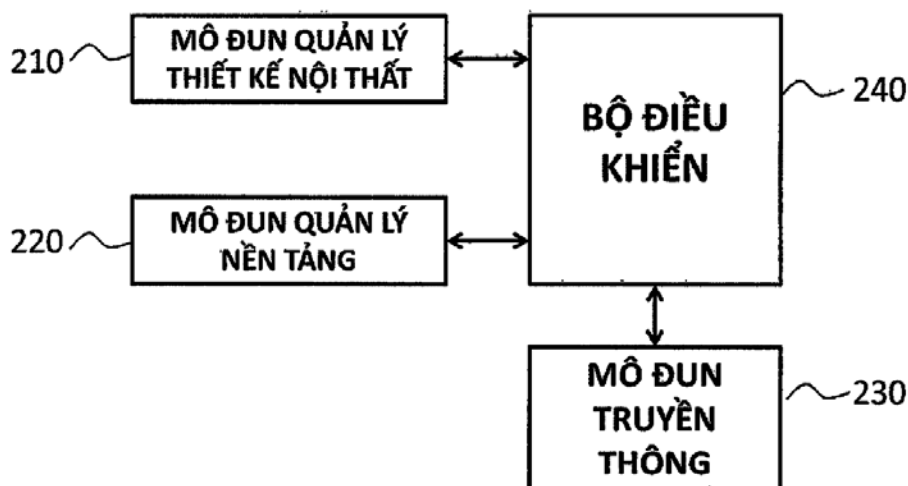 210
MÔ ĐUN QUẢN LÝ
THIẾT KẾ NỘI THẤT
BỘ ĐIỀU
KHIỂN
240
220
MÔ ĐUN QUẢN LÝ
NỀN TẢNG
MÔ ĐUN
TRUYỀN
THÔNG
230